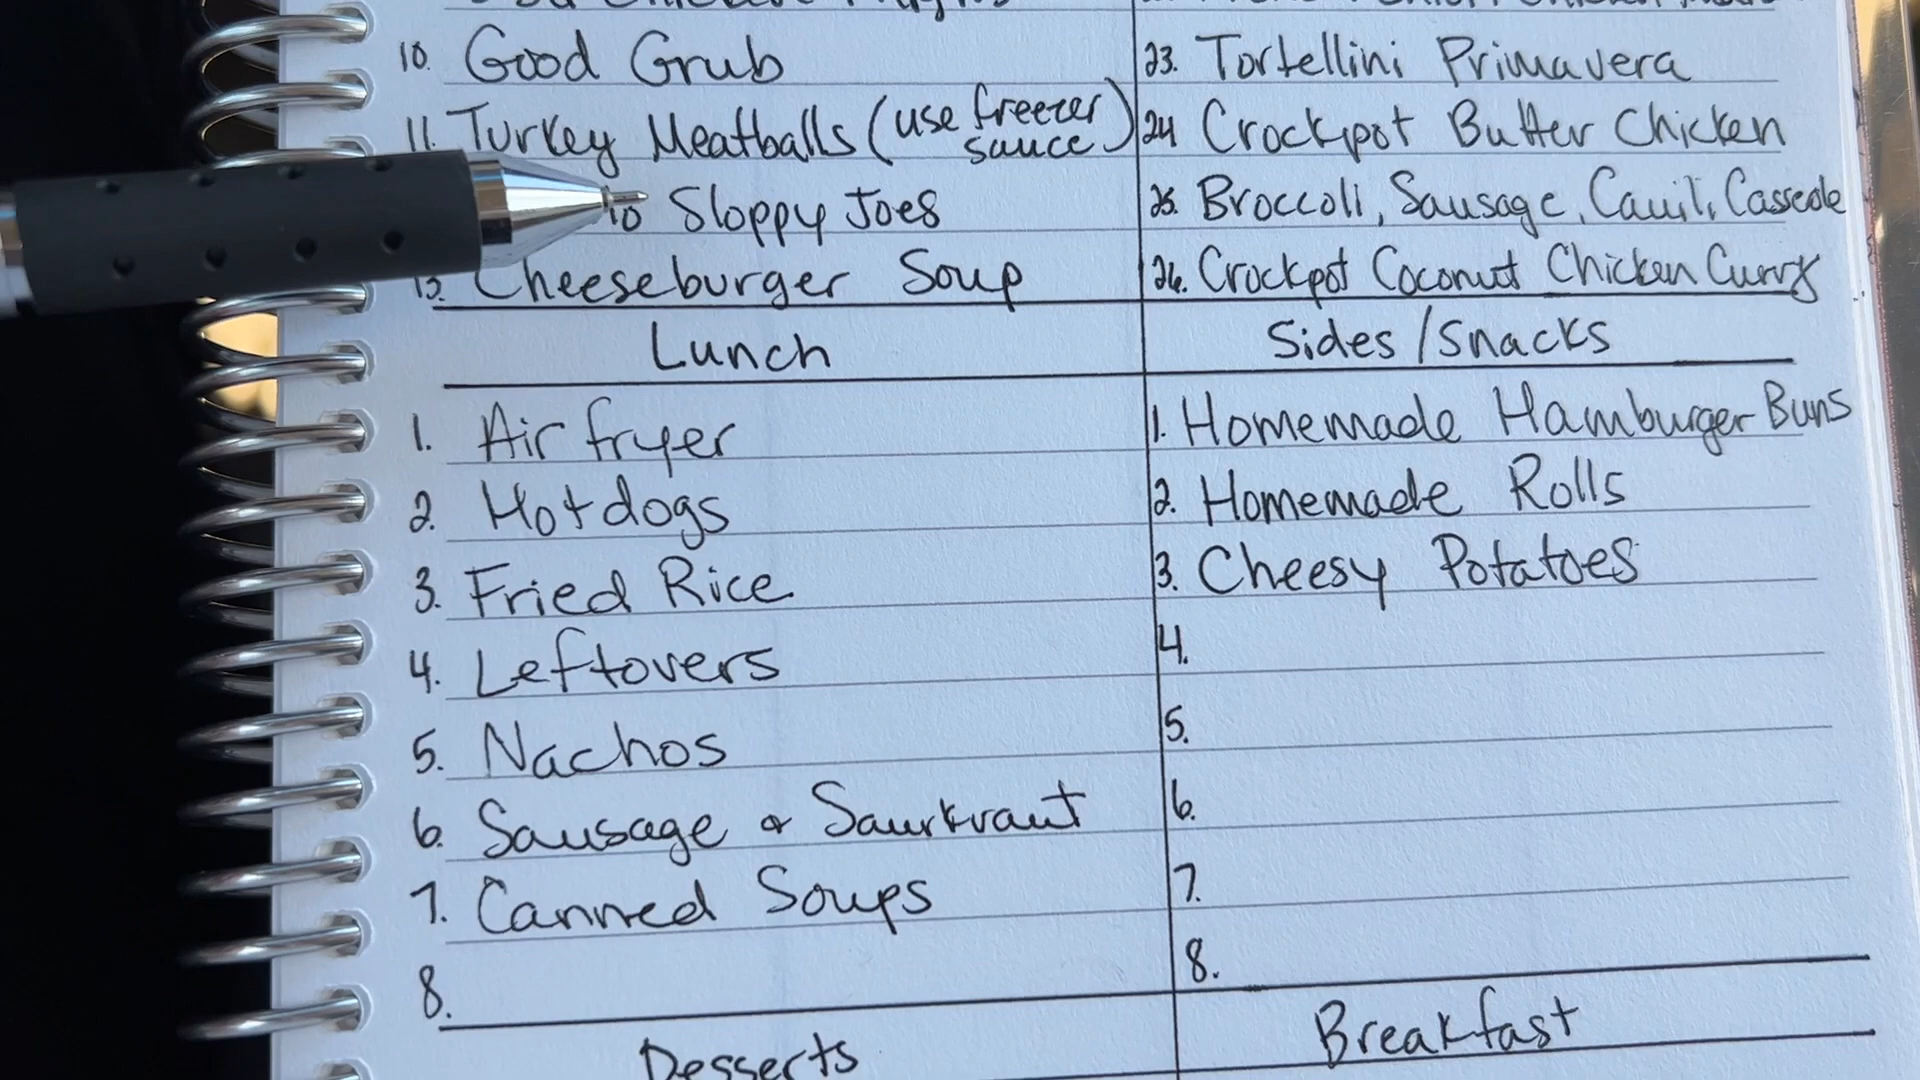 10. Good Grub
11. Turkey Meatballs (use freezer sauce)
Sloppy Joes
13. Cheeseburger Soup
23. Tortellini Primavera
24 Crockpot Butter Chicken
25. Broccoli, Sausage, Cauili, Casserole
26. Crockpot Coconut Chicken Curry
Lunch
1. Air fryer
2. Hotdogs
3. Fried Rice
4. Leftovers
5. Nachos
6. Sausage & Saurkraut
7. Canned Soups
8.
Sides/Snacks
1. Homemade Hamburger Buns
2. Homemade Rolls
3. Cheesy Potatoes
4.
5.
6.
7.
8.
Desserts
Breakfast